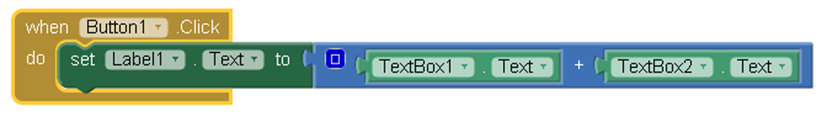 when Button1 .Click
do set Label1 . Text to TextBox1 . Text + TextBox2 . Text